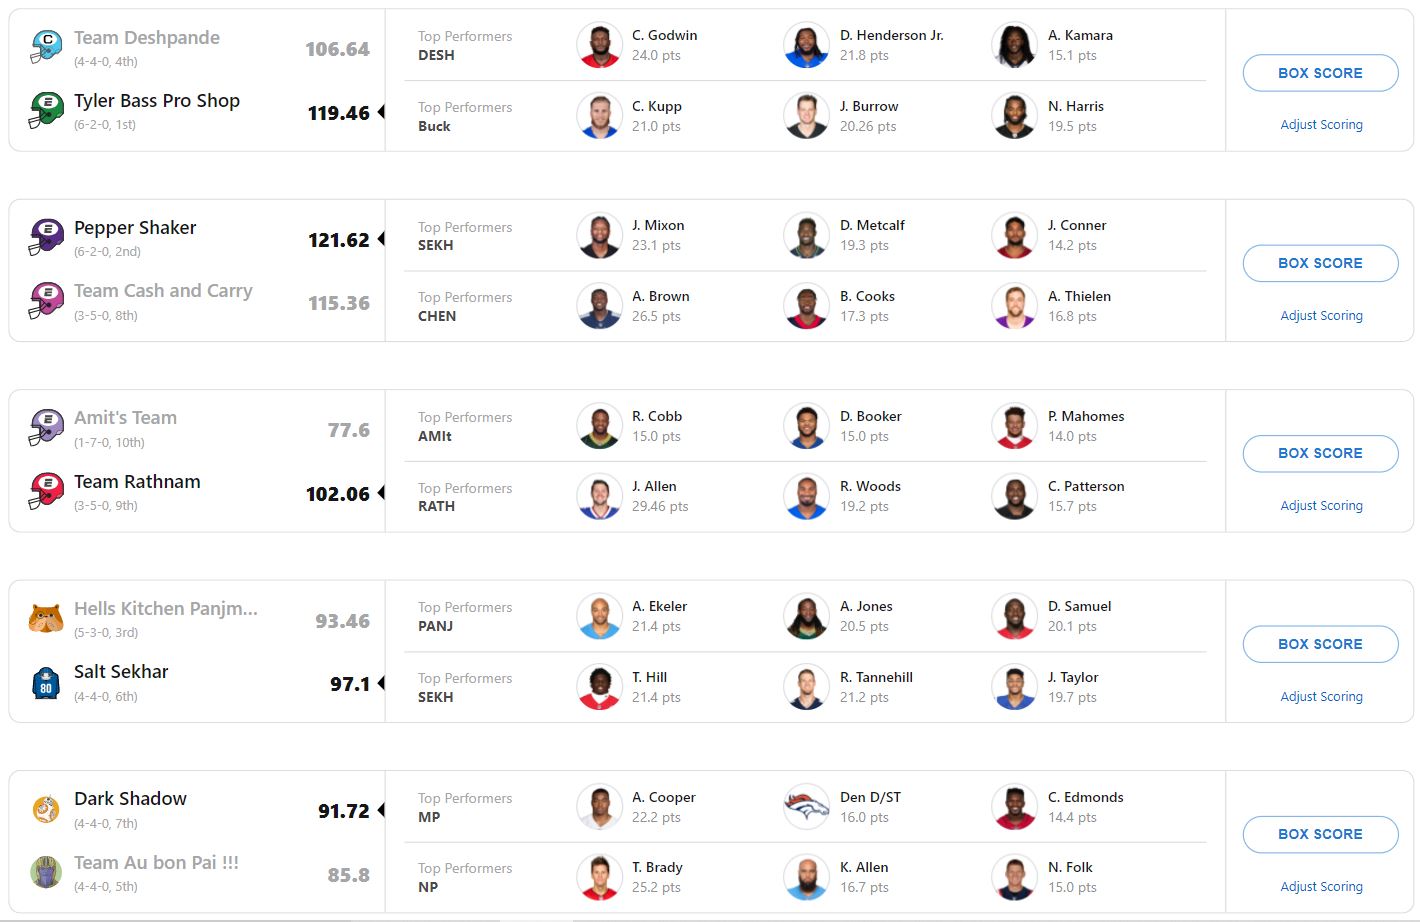 Team Deshpande
(4-4-0, 4th)
106.64
Top Performers
DESH
C. Godwin
24.0 pts
D. Henderson Jr.
21.8 pts
A. Kamara
15.1 pts
Tyler Bass Pro Shop
(6-2-0, 1st)
119.46
Top Performers
Buck
C. Kupp
21.0 pts
J. Burrow
20.26 pts
N. Harris
19.5 pts
BOX SCORE
Adjust Scoring
Pepper Shaker
(6-2-0, 2nd)
121.62
Top Performers
SEKH
J. Mixon
23.1 pts
D. Metcalf
19.3 pts
J. Conner
14.2 pts
Team Cash and Carry
(3-5-0, 8th)
115.36
Top Performers
CHEN
A. Brown
26.5 pts
B. Cooks
17.3 pts
A. Thielen
16.8 pts
BOX SCORE
Adjust Scoring
Amit's Team
(1-7-0, 10th)
77.6
Top Performers
AMIt
R. Cobb
15.0 pts
D. Booker
15.0 pts
P. Mahomes
14.0 pts
Team Rathnam
(3-5-0, 9th)
102.06
Top Performers
RATH
J. Allen
29.46 pts
R. Woods
19.2 pts
C. Patterson
15.7 pts
BOX SCORE
Adjust Scoring
Hells Kitchen Panjm...
(5-3-0, 3rd)
93.46
Top Performers
PANJ
A. Ekeler
21.4 pts
A. Jones
20.5 pts
D. Samuel
20.1 pts
80
Salt Sekhar
(4-4-0, 6th)
97.1
Top Performers
SEKH
T. Hill
21.4 pts
R. Tannehill
21.2 pts
J. Taylor
19.7 pts
BOX SCORE
Adjust Scoring
Dark Shadow
(4-4-0, 7th)
91.72
Top Performers
MP
A. Cooper
22.2 pts
Den D/ST
16.0 pts
C. Edmonds
14.4 pts
Team Au bon Pai !!!
(4-4-0, 5th)
85.8
Top Performers
NP
T. Brady
25.2 pts
K. Allen
16.7 pts
N. Folk
15.0 pts
BOX SCORE
Adjust Scoring